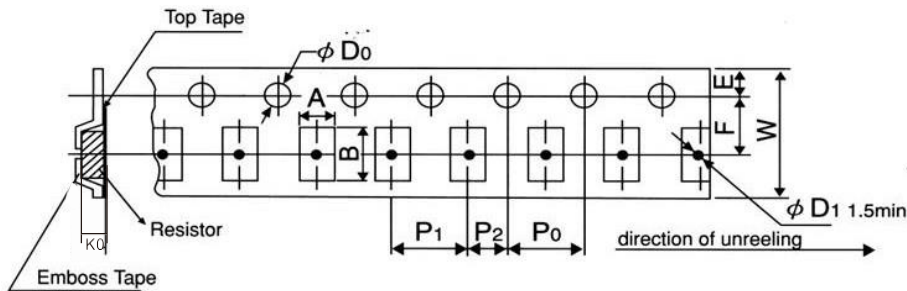 Top Tape
ϕ D0
A
B
E
F
W
ϕ D1 1.5min
Resistor
K0
P1
P2
P0
direction of unreeling
Emboss Tape